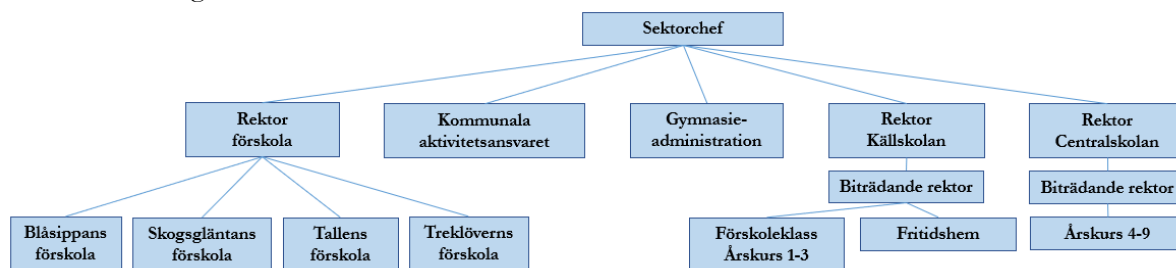 Sektorchef
Rektor
förskola
Kommunala
aktivitetsansvaret
Gymnasie-
administration
Rektor
Källskolan
Rektor
Centralskolan
Biträdande rektor
Biträdande rektor
Blåsippans
förskola
Skogsgläntans
förskola
Tallens
förskola
Treklöverns
förskola
Förskoleklass
Årskurs 1-3
Fritidshem
Årskurs 4-9